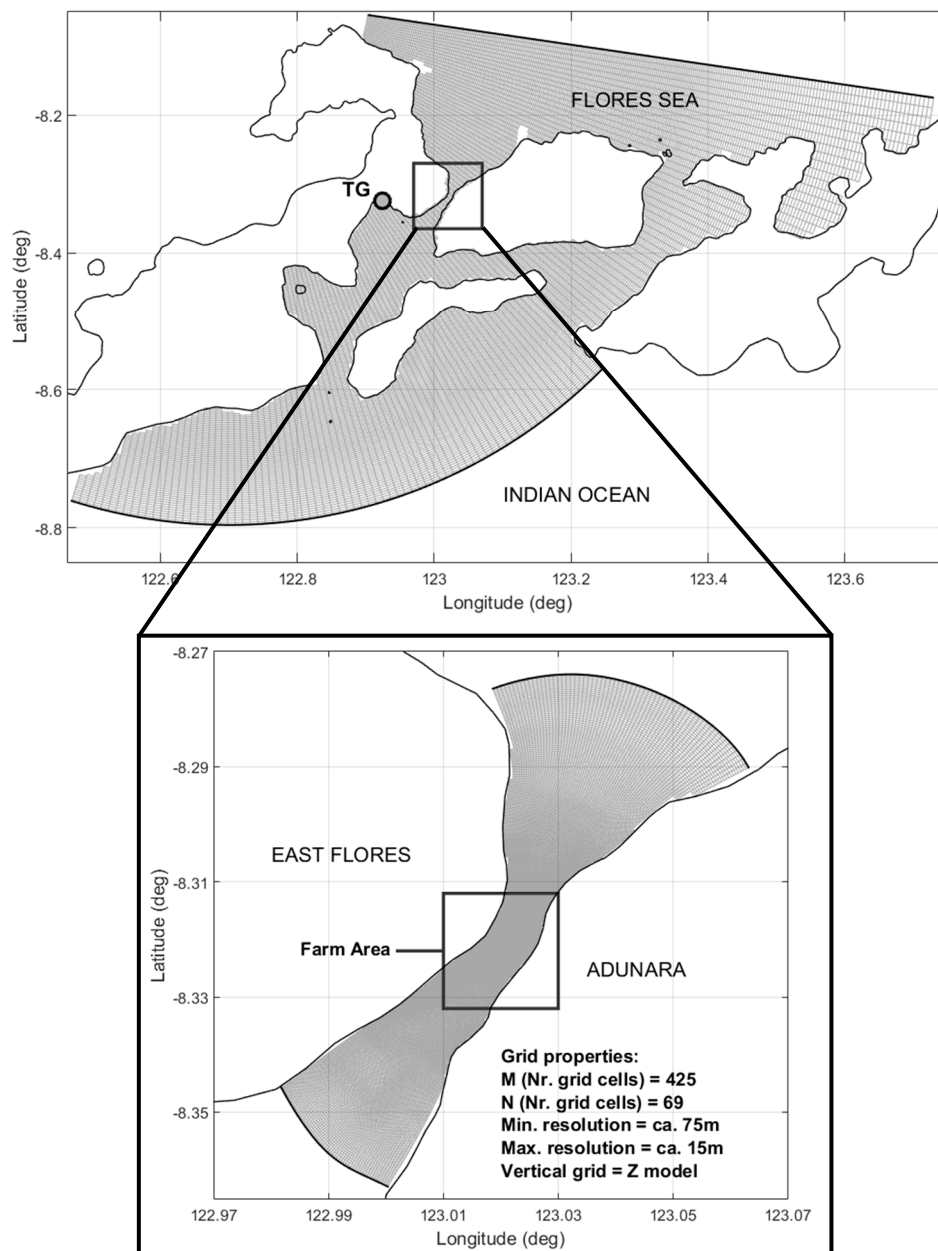 FLORES SEA
-8.2
TG
-8.4
Latitude (deg)
-8.6
INDIAN OCEAN
-8.8
122.6 122.8 123 123.2 123.4 123.6
Longitude (deg)
-8.27
-8.29
EAST FLORES
-8.31
Latitude (deg)
Farm Area
ADUNARA
-8.33
Grid properties:
M (Nr. grid cells) = 425
N (Nr. grid cells) = 69
-8.35
Min. resolution = ca. 75m
Max. resolution = ca. 15m
Vertical grid = Z model
122.97 122.99 123.01 123.03 123.05 123.07
Longitude (deg)